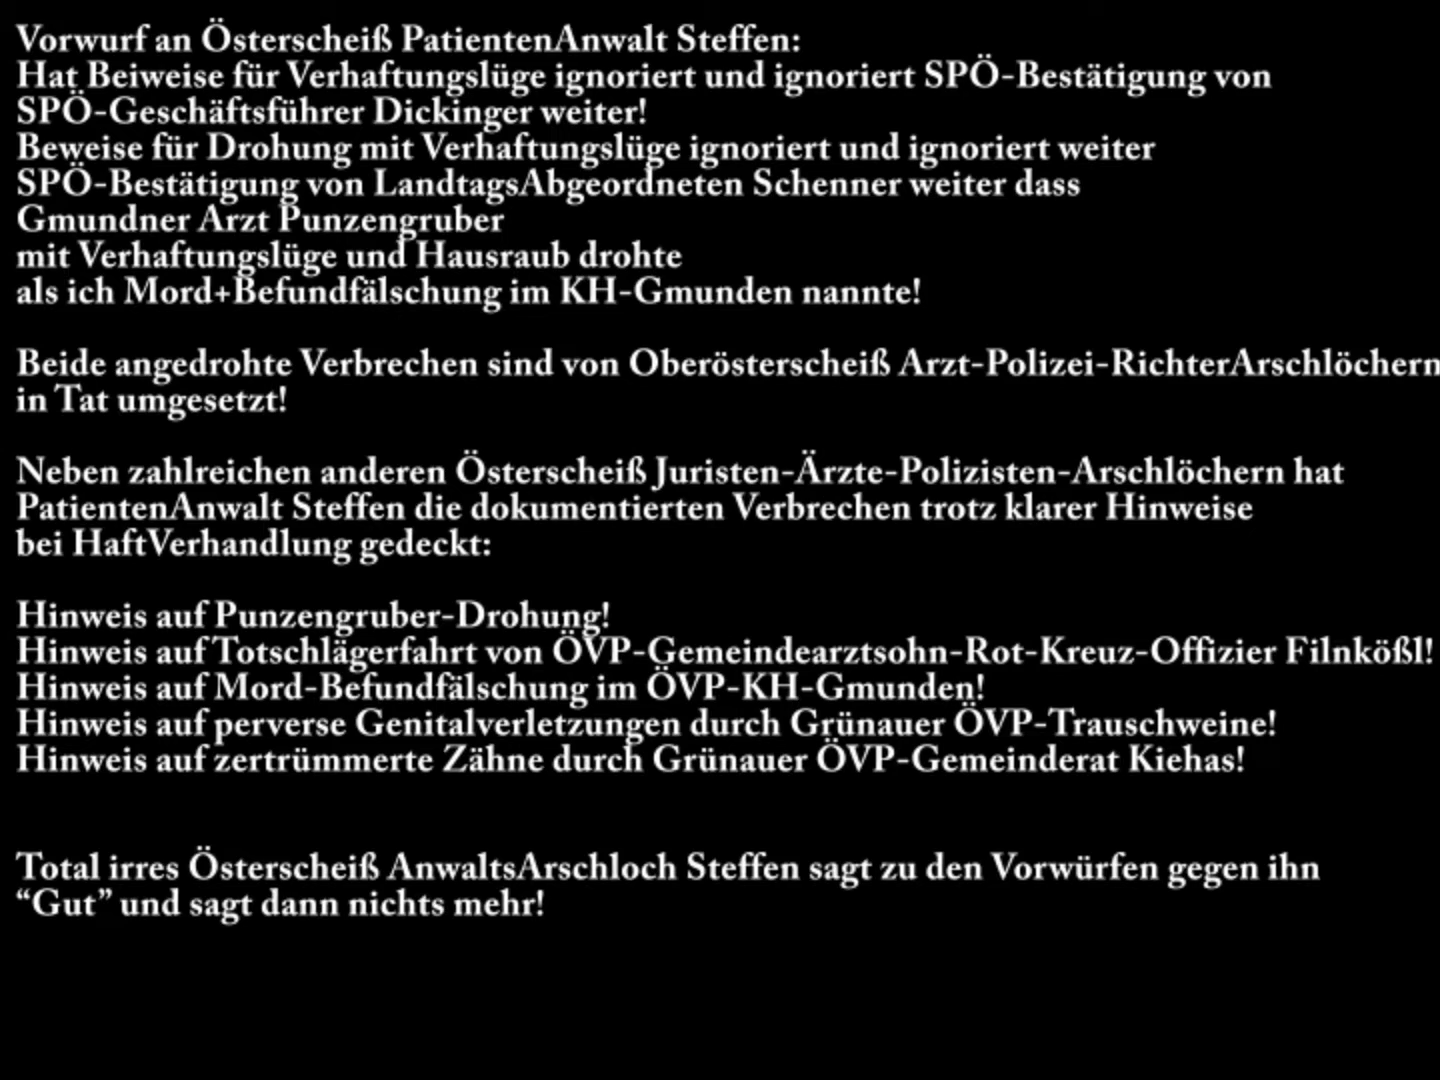 Vorwurf an Österscheiß PatientenAnwalt Steffen:
Hat Beiweise für Verhaftungslüge ignoriert und ignoriert SPÖ-Bestätigung von
SPÖ-Geschäftsführer Dickinger weiter!
Beweise für Drohung mit Verhaftungslüge ignoriert und ignoriert weiter
SPÖ-Bestätigung von LandtagsAbgeordneten Schenner weiter dass
Gmundner Arzt Punzengruber
mit Verhaftungslüge und Hausraub drohte
als ich Mord+Befundfälschung im KH-Gmunden nannte!
Beide angedrohte Verbrechen sind von Oberösterscheiß Arzt-Polizei-RichterArschlöchern
in Tat umgesetzt!
Neben zahlreichen anderen Österscheiß Juristen-Ärzte-Polizisten-Arschlöchern hat
PatientenAnwalt Steffen die dokumentierten Verbrechen trotz klarer Hinweise
bei HaftVerhandlung gedeckt:
Hinweis auf Punzengruber-Drohung!
Hinweis auf Totschlägerfahrt von ÖVP-Gemeindearztsohn-Rot-Kreuz-Offizier Filnkößl!
Hinweis auf Mord-Befundfälschung im ÖVP-KH-Gmunden!
Hinweis auf perverse Genitalverletzungen durch Grünauer ÖVP-Trauschweine!
Hinweis auf zertrümmerte Zähne durch Grünauer ÖVP-Gemeinderat Kiehas!
Total irres Österscheiß AnwaltsArschloch Steffen sagt zu den Vorwürfen gegen ihn
“Gut” und sagt dann nichts mehr!